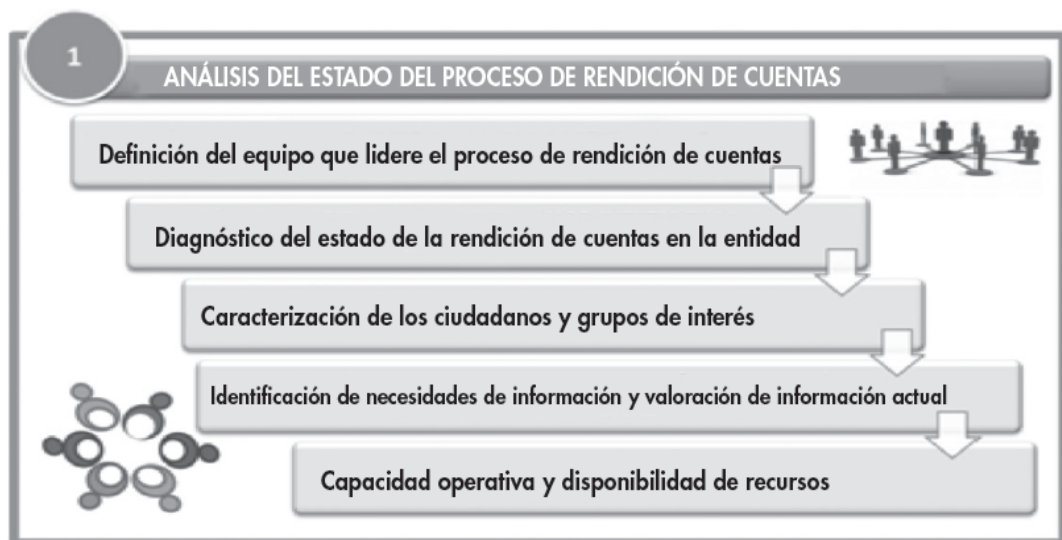 1
ANÁLISIS DEL ESTADO DEL PROCESO DE RENDICIÓN DE CUENTAS
Definición del equipo que lidere el proceso de rendición de cuentas
Diagnóstico del estado de la rendición de cuentas en la entidad
Caracterización de los ciudadanos y grupos de interés
Identificación de necesidades de información y valoración de información actual
Capacidad operativa y disponibilidad de recursos